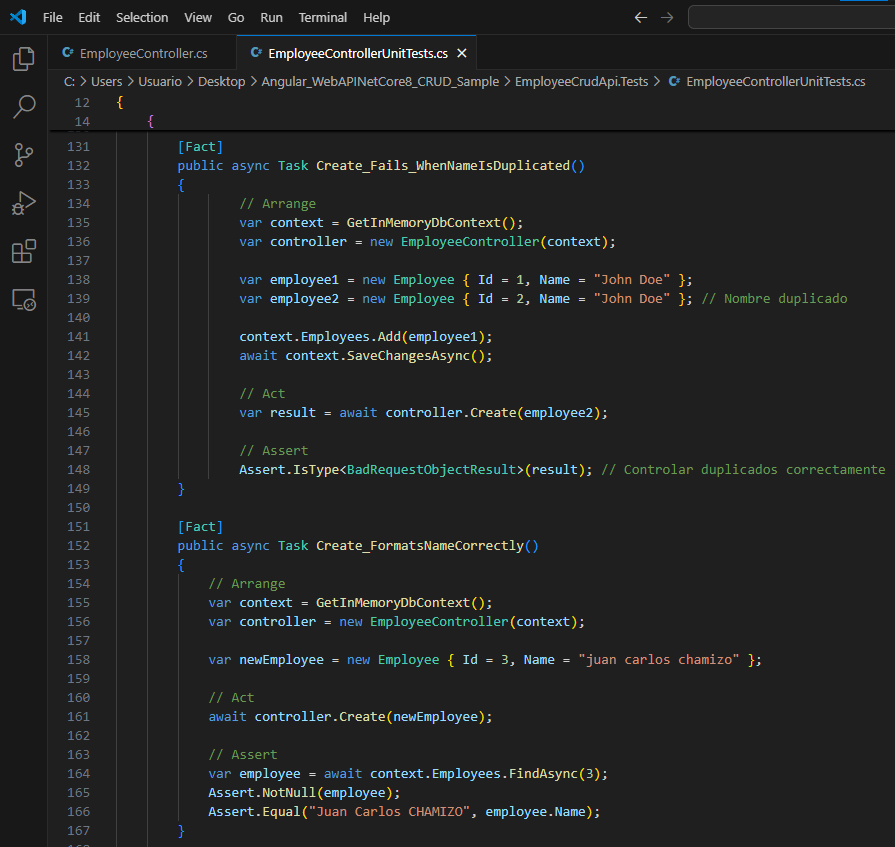 File Edit Selection View Go Run Terminal Help
EmployeeController.cs EmployeeControllerUnitTests.cs
C: > Users > Usuario > Desktop > Angular_WebAPINetCore8_CRUD_Sample > EmployeeCrudApi.Tests > EmployeeControllerUnitTests.cs
12 {
14 {
131 [Fact]
132 public async Task Create_Fails_WhenNameIsDuplicated()
133 {
134 // Arrange
135 var context = GetInMemoryDbContext();
136 var controller = new EmployeeController(context);
137
138 var employee1 = new Employee { Id = 1, Name = "John Doe" };
139 var employee2 = new Employee { Id = 2, Name = "John Doe" }; // Nombre duplicado
140
141 context.Employees.Add(employee1);
142 await context.SaveChangesAsync();
143
144 // Act
145 var result = await controller.Create(employee2);
146
147 // Assert
148 Assert.IsType<BadRequestObjectResult>(result); // Controlar duplicados correctamente
149 }
150
151 [Fact]
152 public async Task Create_FormatsNameCorrectly()
153 {
154 // Arrange
155 var context = GetInMemoryDbContext();
156 var controller = new EmployeeController(context);
157
158 var newEmployee = new Employee { Id = 3, Name = "juan carlos chamizo" };
159
160 // Act
161 await controller.Create(newEmployee);
162
163 // Assert
164 var employee = await context.Employees.FindAsync(3);
165 Assert.NotNull(employee);
166 Assert.Equal("Juan Carlos CHAMIZO", employee.Name);
167 }